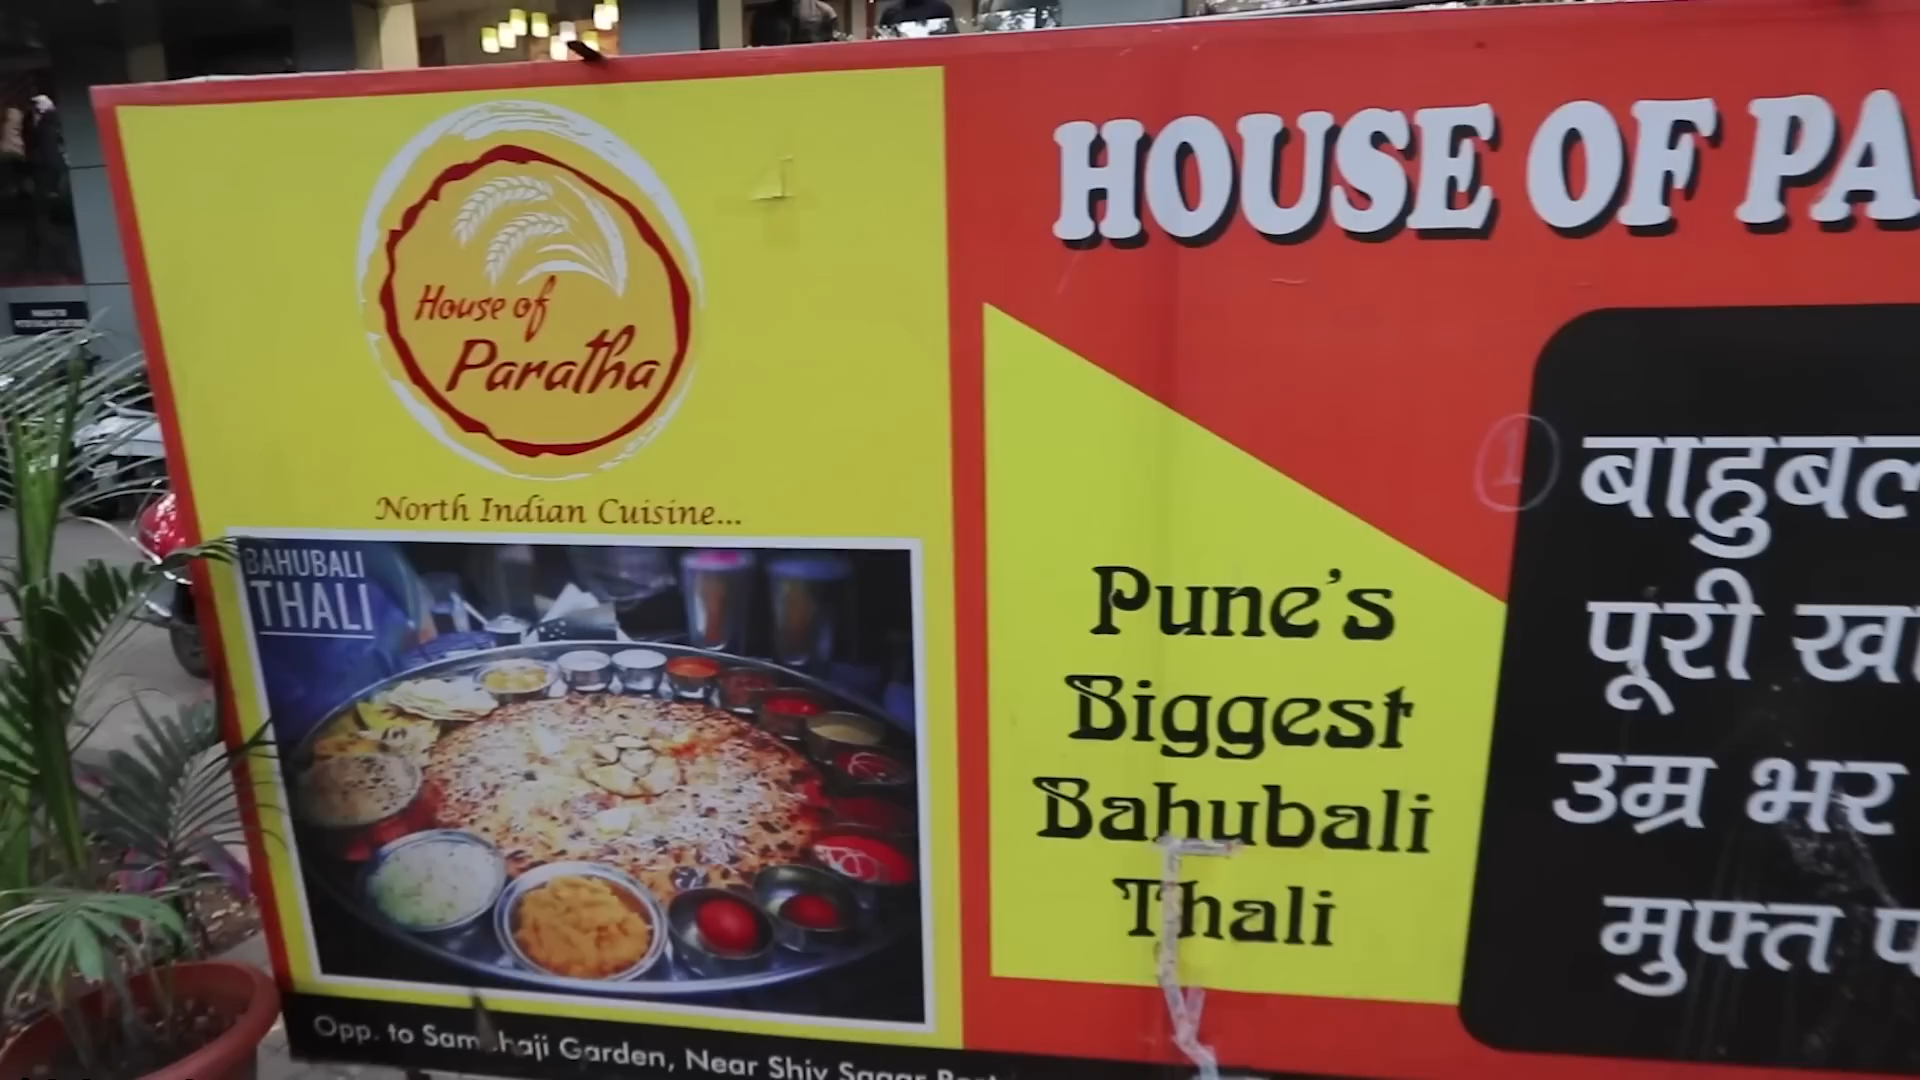 House of
Paratha
North Indian Cuisine...
BAHUBALI
THALI
Opp. to Sambhaji Garden, Near Shiv Sagar
HOUSE OF PA
Pune's
Biggest
Bahubali
Thali
1
बाहुबल
पूरी खा
उम्र भर
मुफ्त प